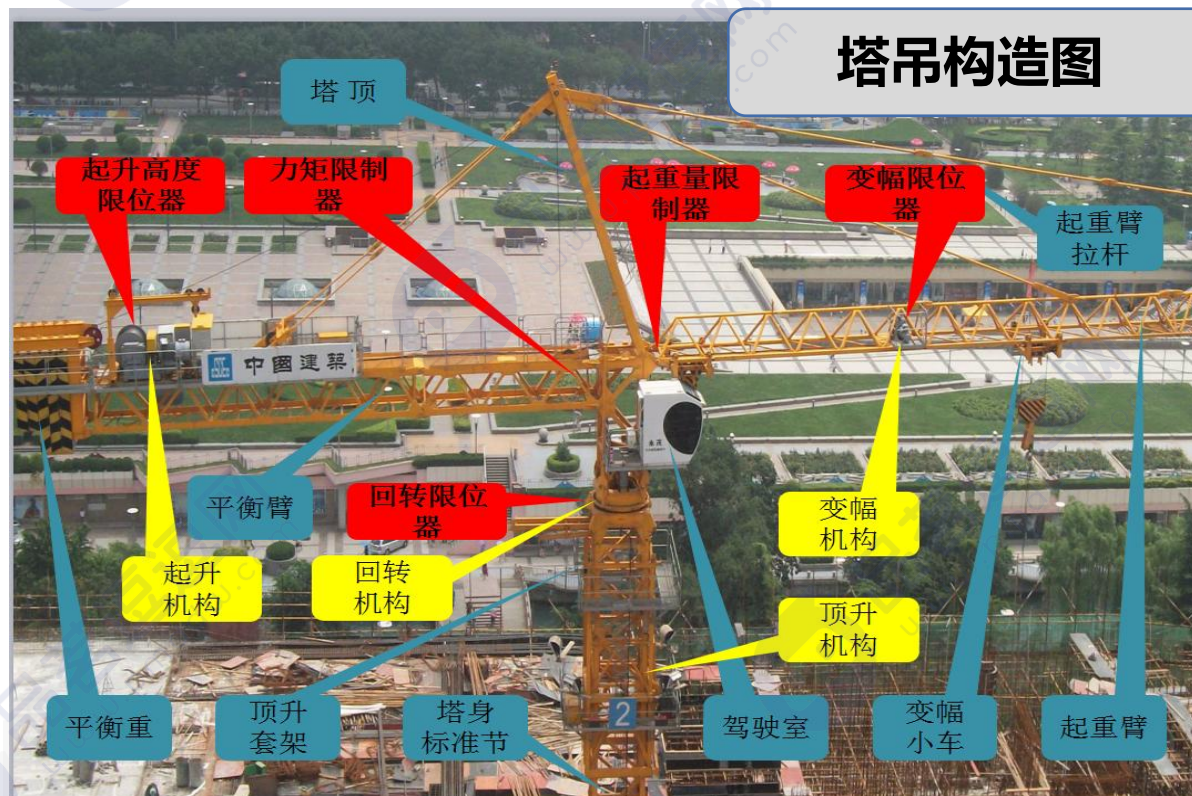 塔吊构造图
塔 顶
起升高度
限位器
力矩限制
器
起重量限
制器
变幅限位
器
起重臂
拉杆
中國建築
平衡臂
回转限位
器
变幅
机构
起升
机构
回转
机构
顶升
机构
平衡重
顶升
套架
塔身
标准节
2
驾驶室
变幅
小车
起重臂